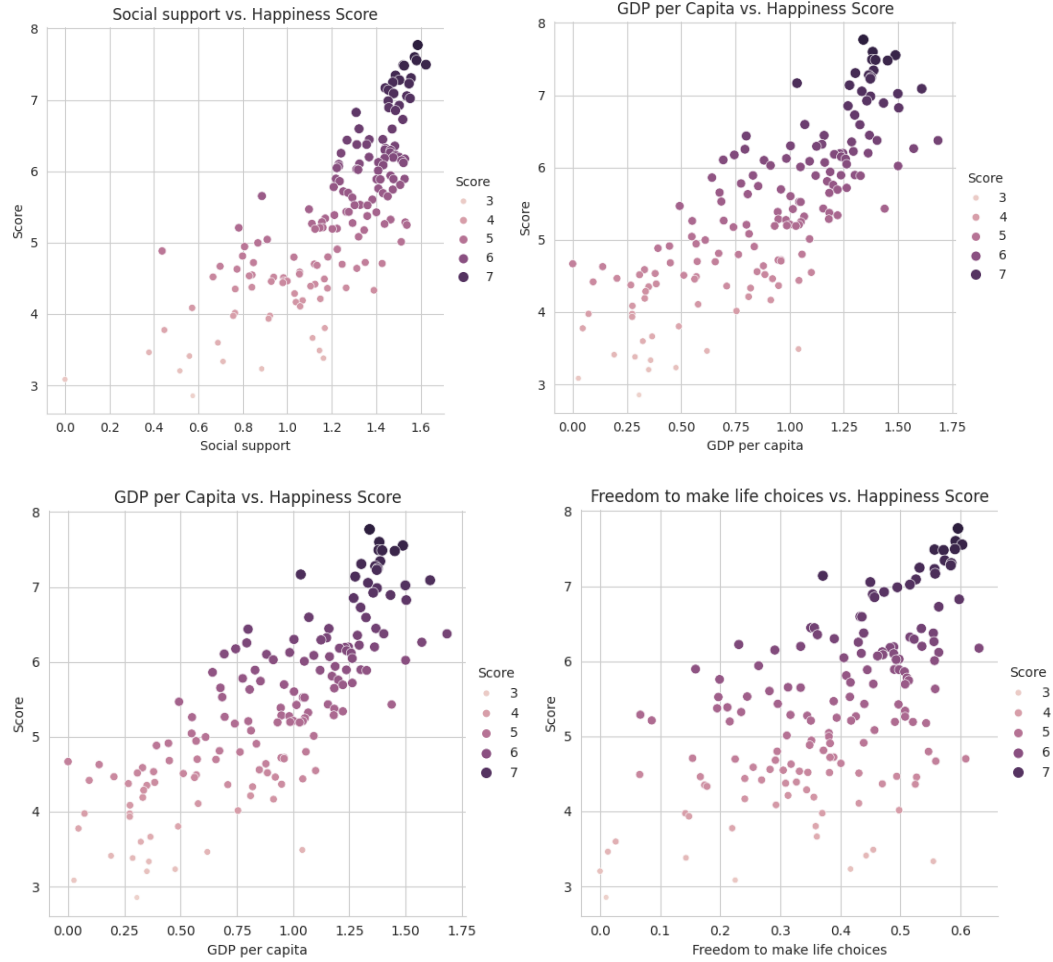 Social support vs. Happiness Score
8
7
6
5
4
3
Score
0.0 0.2 0.4 0.6 0.8 1.0 1.2 1.4 1.6
Social support
Score
3
4
5
6
7
GDP per Capita vs. Happiness Score
8
7
6
5
4
3
Score
0.00 0.25 0.50 0.75 1.00 1.25 1.50 1.75
GDP per capita
Score
3
4
5
6
7
GDP per Capita vs. Happiness Score
8
7
6
5
4
3
Score
0.00 0.25 0.50 0.75 1.00 1.25 1.50 1.75
GDP per capita
Score
3
4
5
6
7
Freedom to make life choices vs. Happiness Score
8
7
6
5
4
3
Score
0.0 0.1 0.2 0.3 0.4 0.5 0.6
Freedom to make life choices
Score
3
4
5
6
7